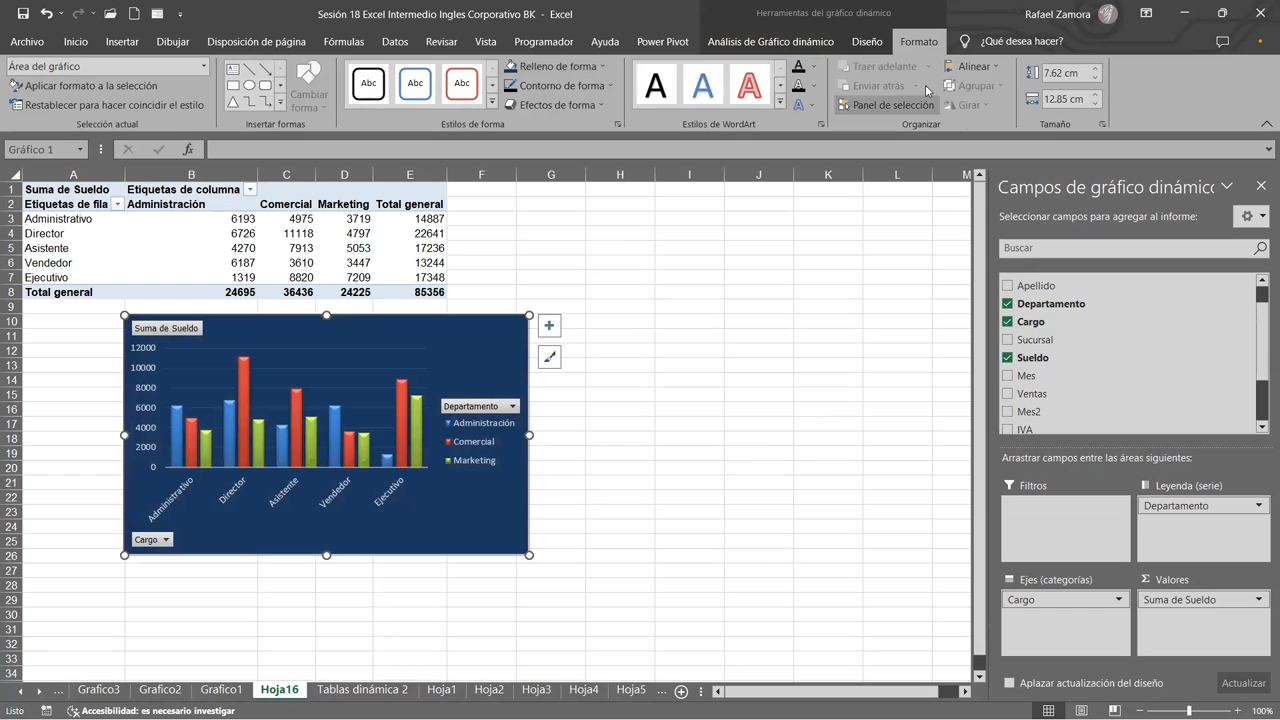 Sesión 18 Excel Intermedio Ingles Corporativo BK - Excel
Herramientas del gráfico dinámico
Rafael Zamora
Archivo Inicio Insertar Dibujar Disposición de página Fórmulas Datos Revisar Vista Programador Ayuda Power Pivot Análisis de Gráfico dinámico Diseño Formato ¿Qué desea hacer?
Área del gráfico
Aplicar formato a la selección
Restablecer para hacer coincidir el estilo
Selección actual
Cambiar
formas
Insertar formas
Abc Abc Abc
Relleno de forma
Contorno de forma
Efectos de forma
Estilos de forma
A A A
Estilos de WordArt
Traer adelante
Enviar atrás
Panel de selección
Alinear
Agrupar
Girar
Organizar
7.62 cm
12.85 cm
Tamaño
Gráfico 1
fx
A B C D E F G H I J K L M
1 Suma de Sueldo Etiquetas de columna
2 Etiquetas de fila Administración Comercial Marketing Total general
3 Administrativo 6193 4975 3719 14887
4 Director 6726 11118 4797 22641
5 Asistente 4270 7913 5053 17236
6 Vendedor 6187 3610 3447 13244
7 Ejecutivo 1319 8820 7209 17348
8 Total general 24695 36436 24225 85356
9
10
11
12
13
14
15
16
17
18
19
20
21
22
23
24
25
26
27
28
29
30
31
32
33
34
Suma de Sueldo
12000
10000
8000
6000
4000
2000
0
Administrativo Director Asistente Vendedor Ejecutivo
Departamento
Administración
Comercial
Marketing
Cargo
Campos de gráfico dinámico
Seleccionar campos para agregar al informe:
Buscar
Apellido
Departamento
Cargo
Sucursal
Sueldo
Mes
Ventas
Mes2
IVA
Arrastrar campos entre las áreas siguientes:
Filtros
Leyenda (serie)
Departamento
Ejes (categorías)
Σ Valores
Cargo
Suma de Sueldo
Aplazar actualización del diseño
Actualizar
... Grafico3 Grafico2 Grafico1 Hoja16 Tablas dinámica 2 Hoja1 Hoja2 Hoja3 Hoja4 Hoja5 ...
Listo
Accesibilidad: es necesario investigar
100%